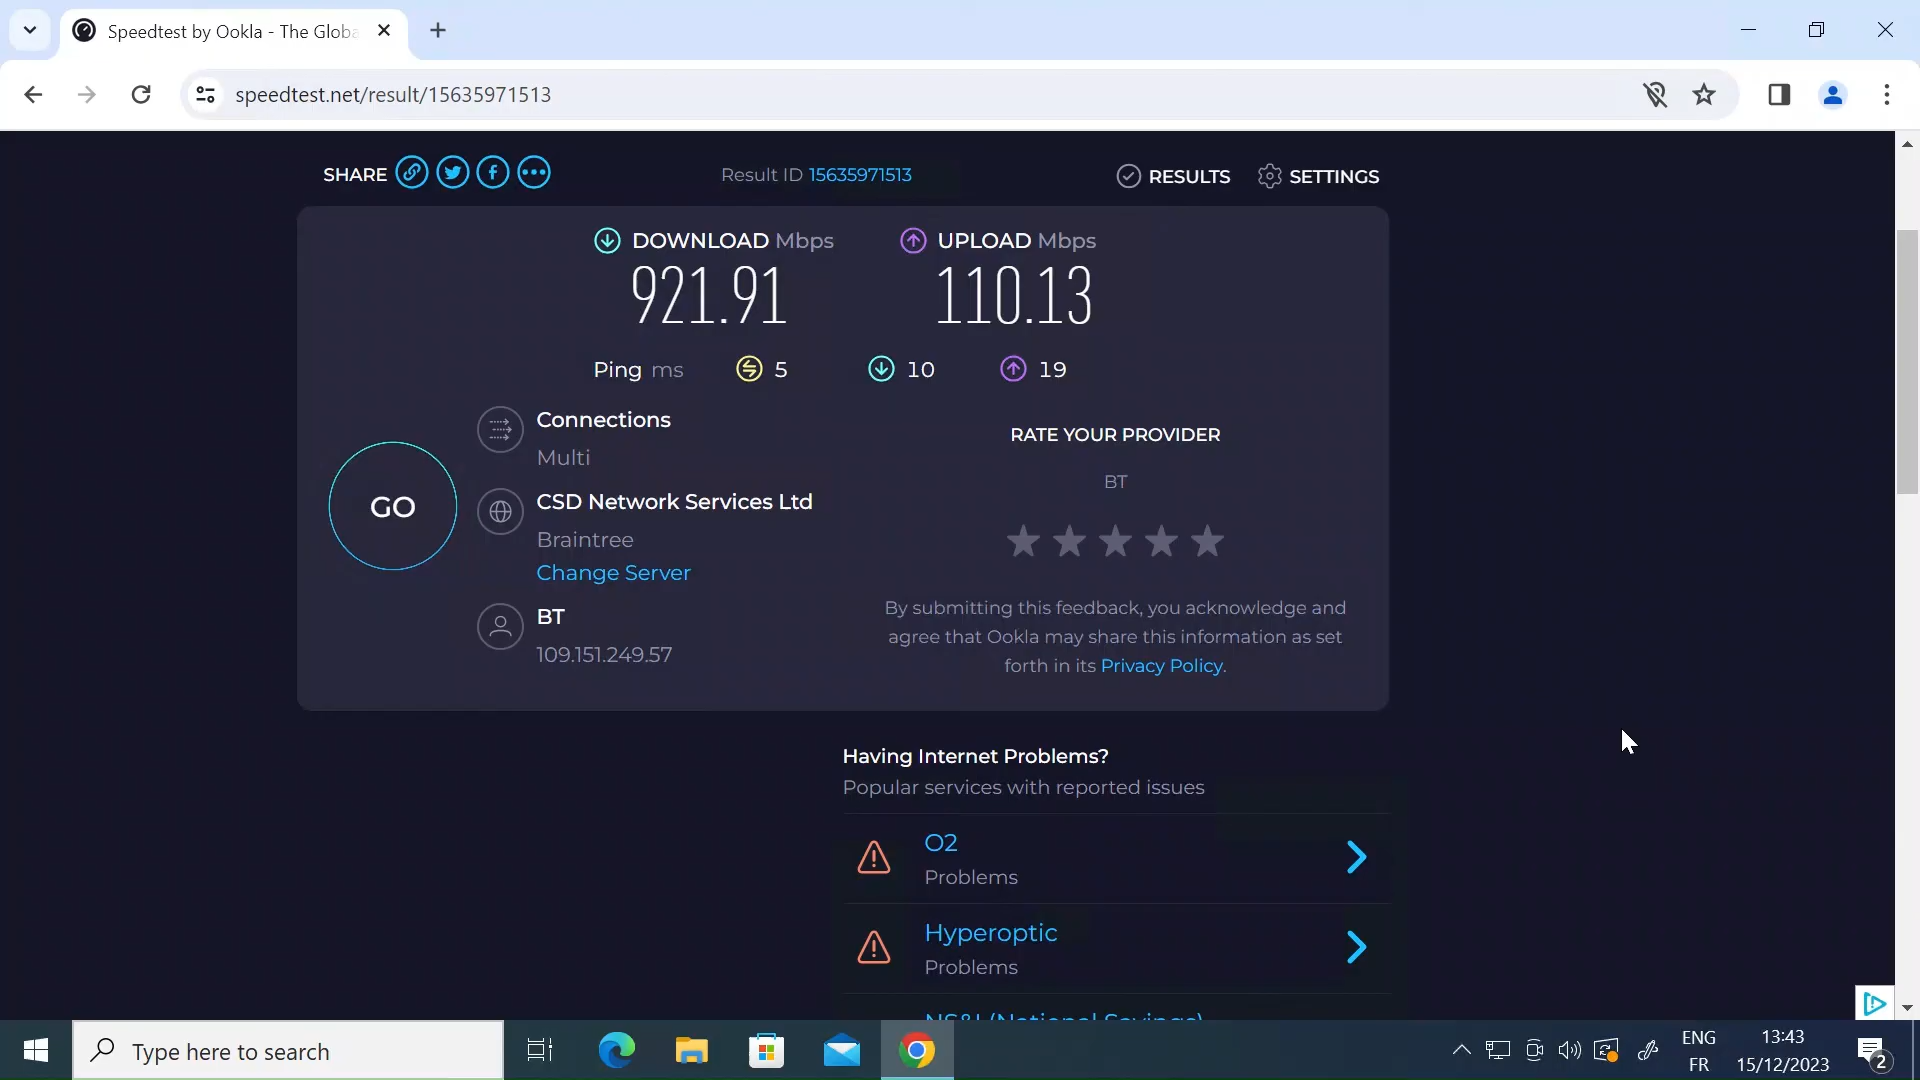 Speedtest by Ookla - The Globa
speedtest.net/result/15635971513
SHARE
Result ID 15635971513
RESULTS
SETTINGS
DOWNLOAD Mbps
921.91
UPLOAD Mbps
110.13
Ping ms
5
10
19
GO
Connections
Multi
CSD Network Services Ltd
Braintree
Change Server
BT
109.151.249.57
RATE YOUR PROVIDER
BT
By submitting this feedback, you acknowledge and
agree that Ookla may share this information as set
forth in its Privacy Policy.
Having Internet Problems?
Popular services with reported issues
O2
Problems
Hyperoptic
Problems
NS&I (National Savings)
Type here to search
ENG
FR
13:43
15/12/2023
2